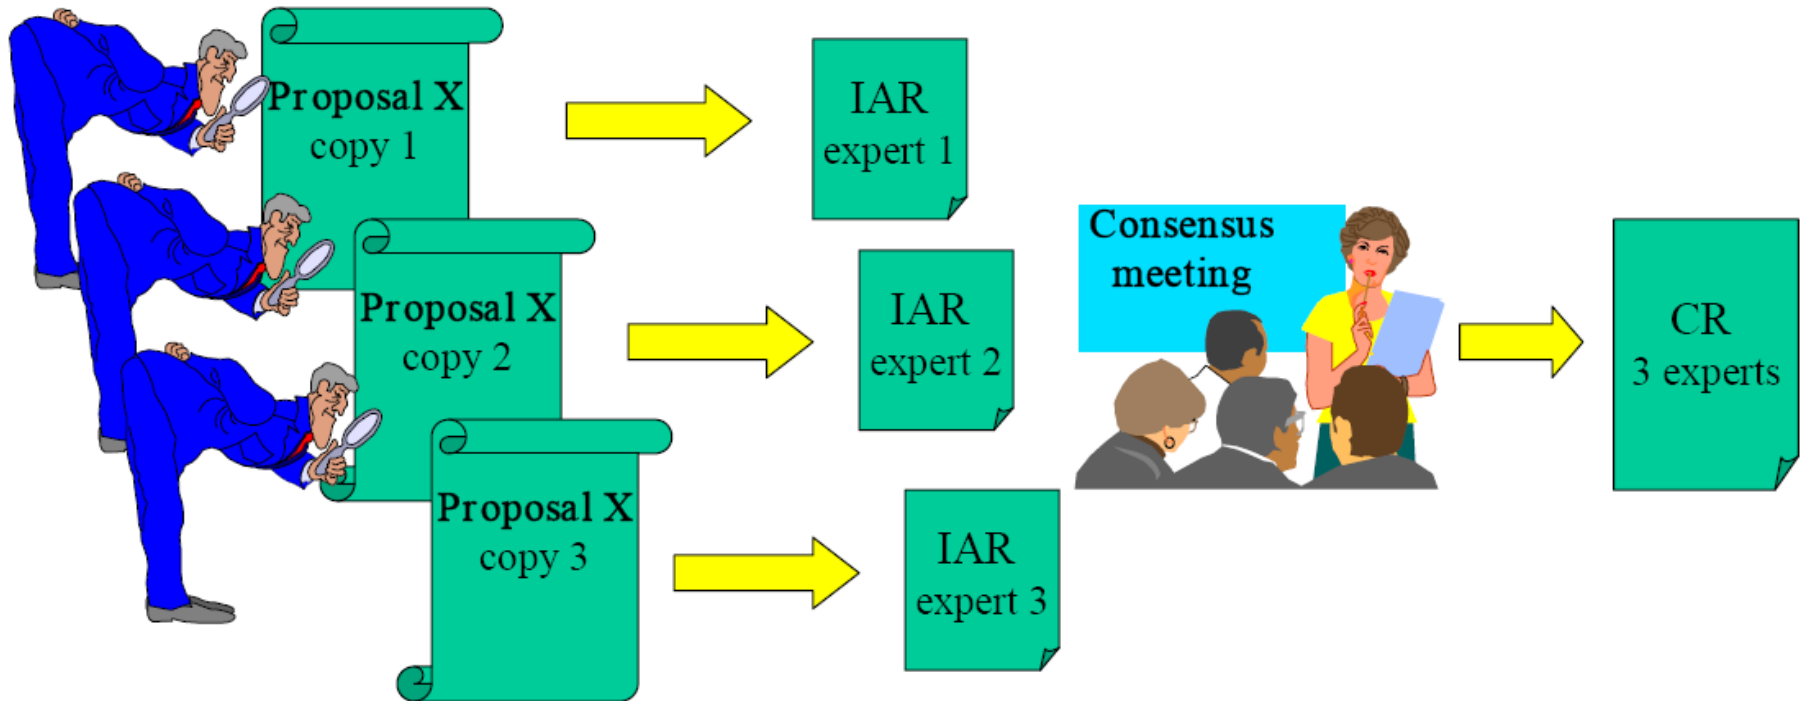 Proposal X
copy 1
IAR
expert 1
Proposal X
copy 2
IAR
expert 2
Proposal X
copy 3
IAR
expert 3
Consensus
meeting
CR
3 experts